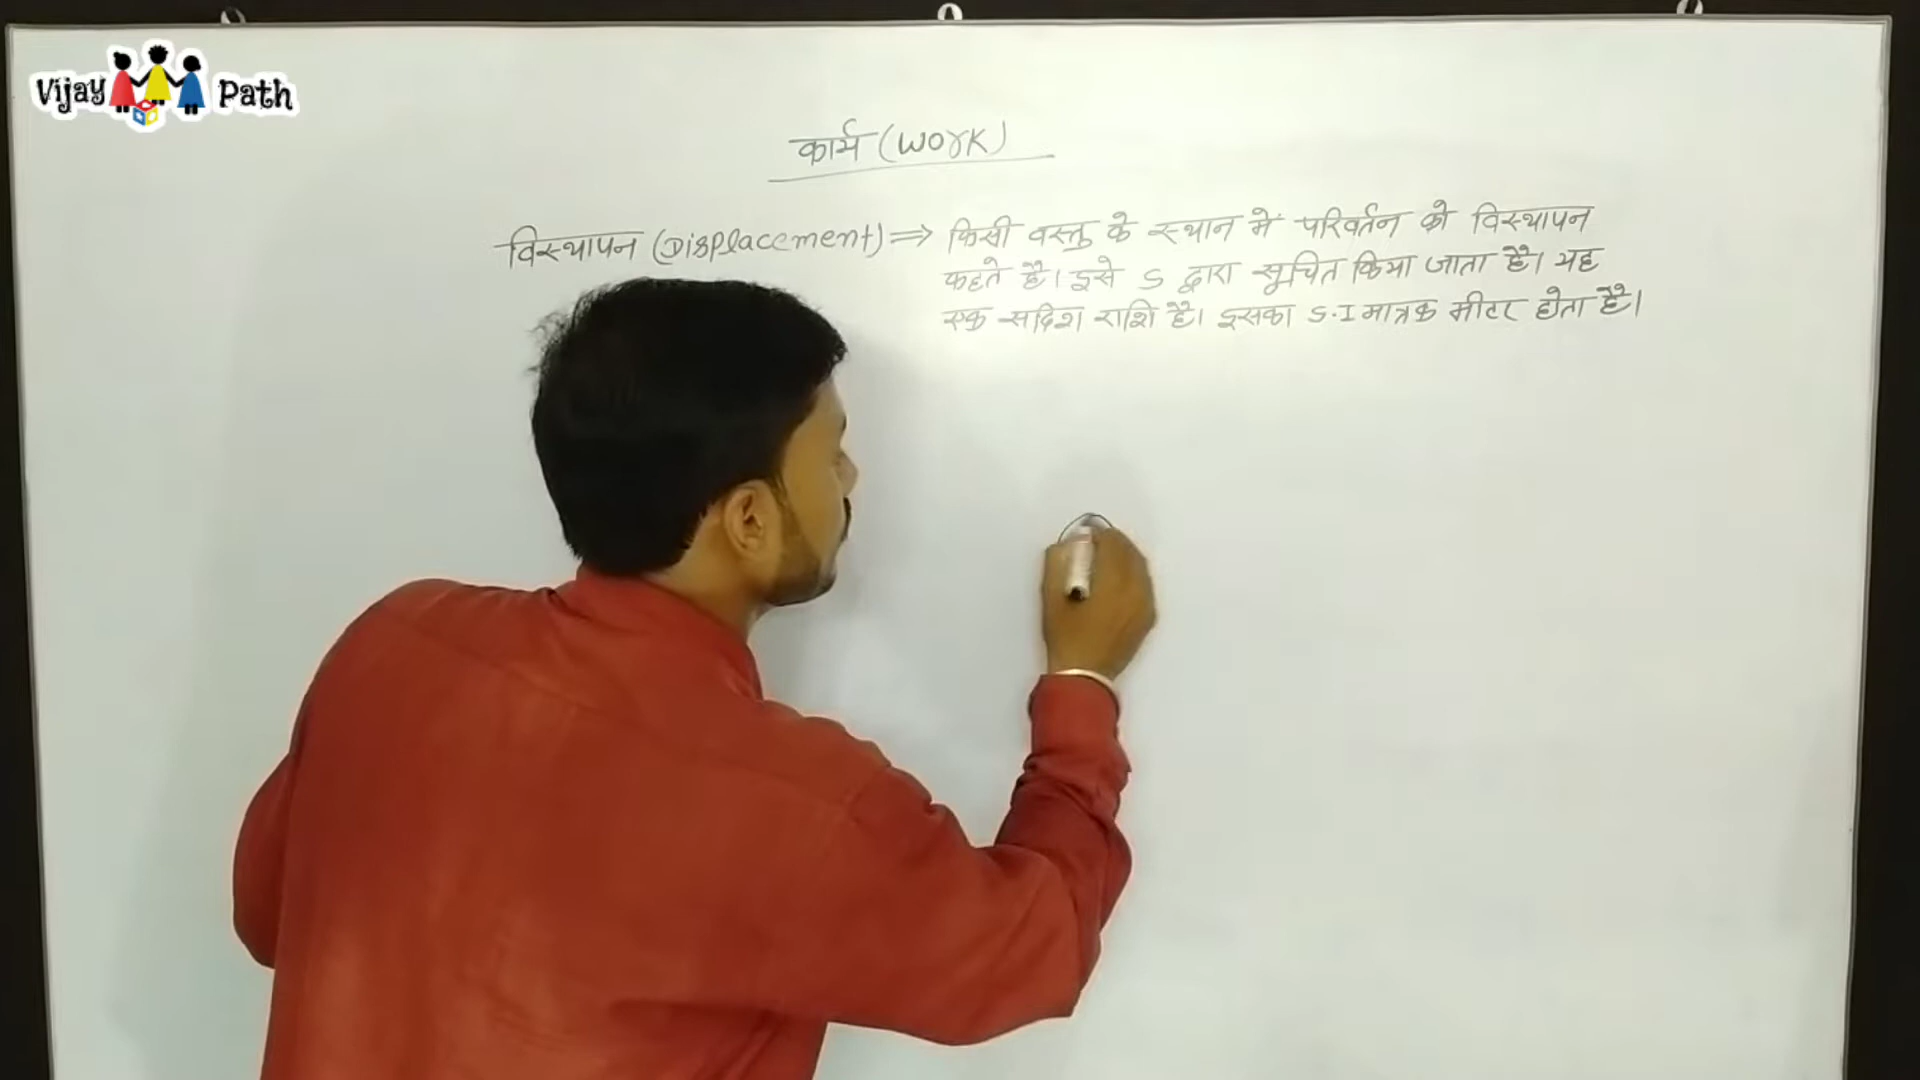 Vijay Path
कार्य (WORK)
विस्थापन (Displacement) ⇒ किसी वस्तु के स्थान में परिवर्तन को विस्थापन
कहते है। इसे S द्वारा सूचित किया जाता है। यह
एक सदिश राशि है। इसका S.I मात्रक मीटर होता है।